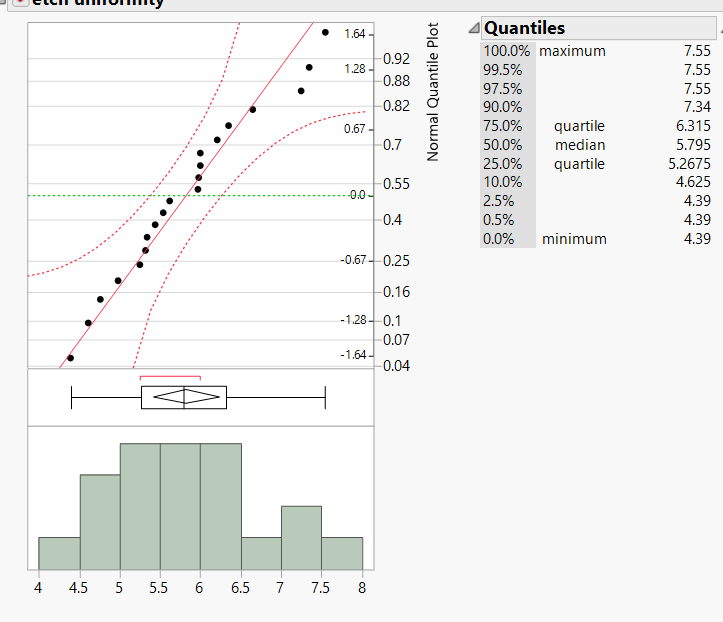 etch uniformity
1.64
1.28
0.67
0.0
-0.67
-1.28
-1.64
0.92
0.88
0.82
0.7
0.55
0.4
0.25
0.16
0.1
0.07
0.04
Normal Quantile Plot
4 4.5 5 5.5 6 6.5 7 7.5 8
Quantiles
100.0% maximum 7.55
99.5% 7.55
97.5% 7.55
90.0% 7.34
75.0% quartile 6.315
50.0% median 5.795
25.0% quartile 5.2675
10.0% 4.625
2.5% 4.39
0.5% 4.39
0.0% minimum 4.39